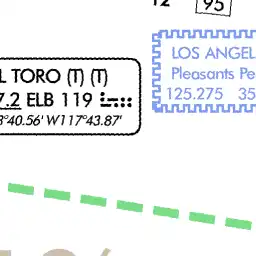 12 95
LOS ANGEL
Pleasants Pe
125.275 35
L TORO (T) (T)
7.2 ELB 119
3°40.56' W117°43.87'